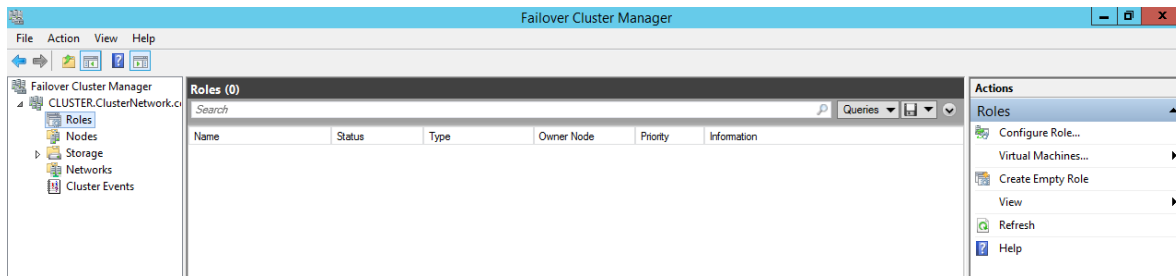 Failover Cluster Manager
File Action View Help
Failover Cluster Manager
CLUSTER.ClusterNetwork.c
Roles
Nodes
Storage
Networks
Cluster Events
Roles (0)
Search
Queries
Name Status Type Owner Node Priority Information
Actions
Roles
Configure Role...
Virtual Machines...
Create Empty Role
View
Refresh
Help